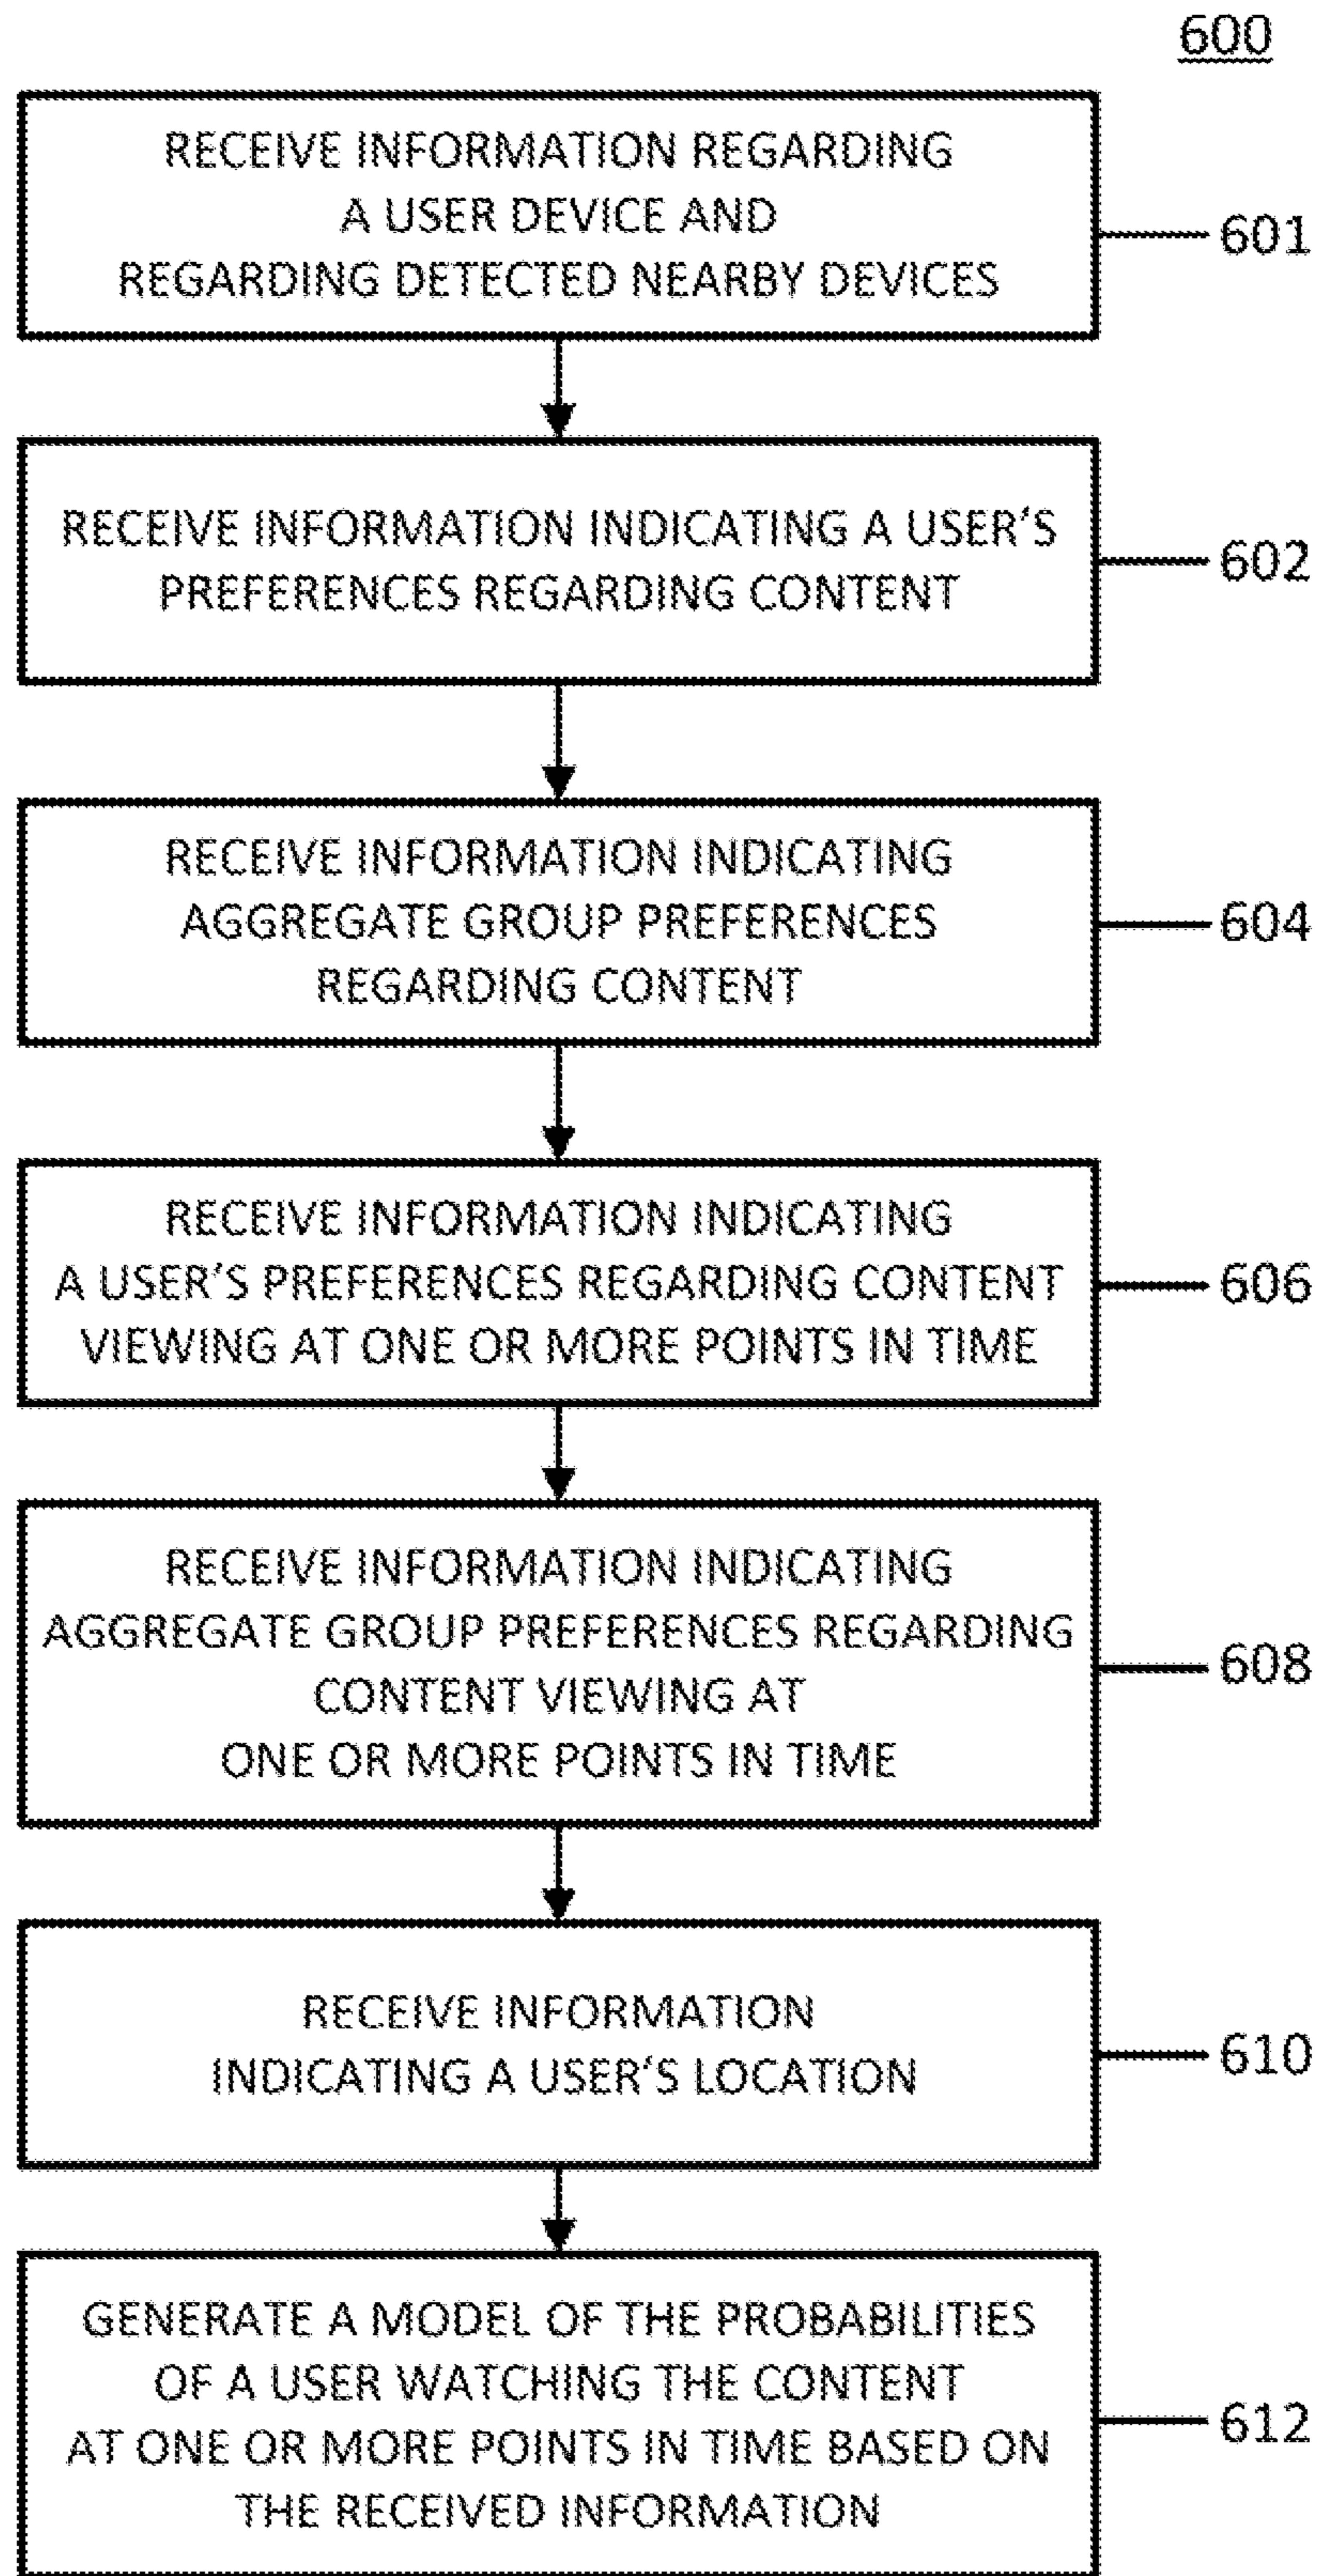 600
RECEIVE INFORMATION REGARDING
A USER DEVICE AND
REGARDING DETECTED NEARBY DEVICES
601
RECEIVE INFORMATION INDICATING A USER'S
PREFERENCES REGARDING CONTENT
602
RECEIVE INFORMATION INDICATING
AGGREGATE GROUP PREFERENCES
REGARDING CONTENT
604
RECEIVE INFORMATION INDICATING
A USER'S PREFERENCES REGARDING CONTENT
VIEWING AT ONE OR MORE POINTS IN TIME
606
RECEIVE INFORMATION INDICATING
AGGREGATE GROUP PREFERENCES REGARDING
CONTENT VIEWING AT
ONE OR MORE POINTS IN TIME
608
RECEIVE INFORMATION
INDICATING A USER'S LOCATION
610
GENERATE A MODEL OF THE PROBABILITIES
OF A USER WATCHING THE CONTENT
AT ONE OR MORE POINTS IN TIME BASED ON
THE RECEIVED INFORMATION
612